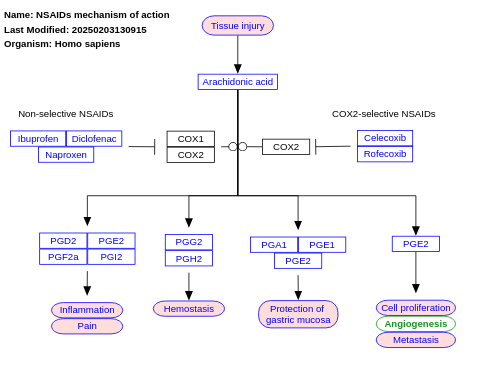 Name: NSAIDs mechanism of action
Last Modified: 20250203130915
Organism: Homo sapiens
Tissue injury
Arachidonic acid
Non-selective NSAIDs
COX2-selective NSAIDs
Ibuprofen Diclofenac
Naproxen
COX1
COX2
COX2
Celecoxib
Rofecoxib
PGD2 PGE2
PGF2a PGI2
PGG2
PGH2
PGA1 PGE1
PGE2
PGE2
Inflammation
Pain
Hemostasis
Protection of
gastric mucosa
Cell proliferation
Angiogenesis
Metastasis